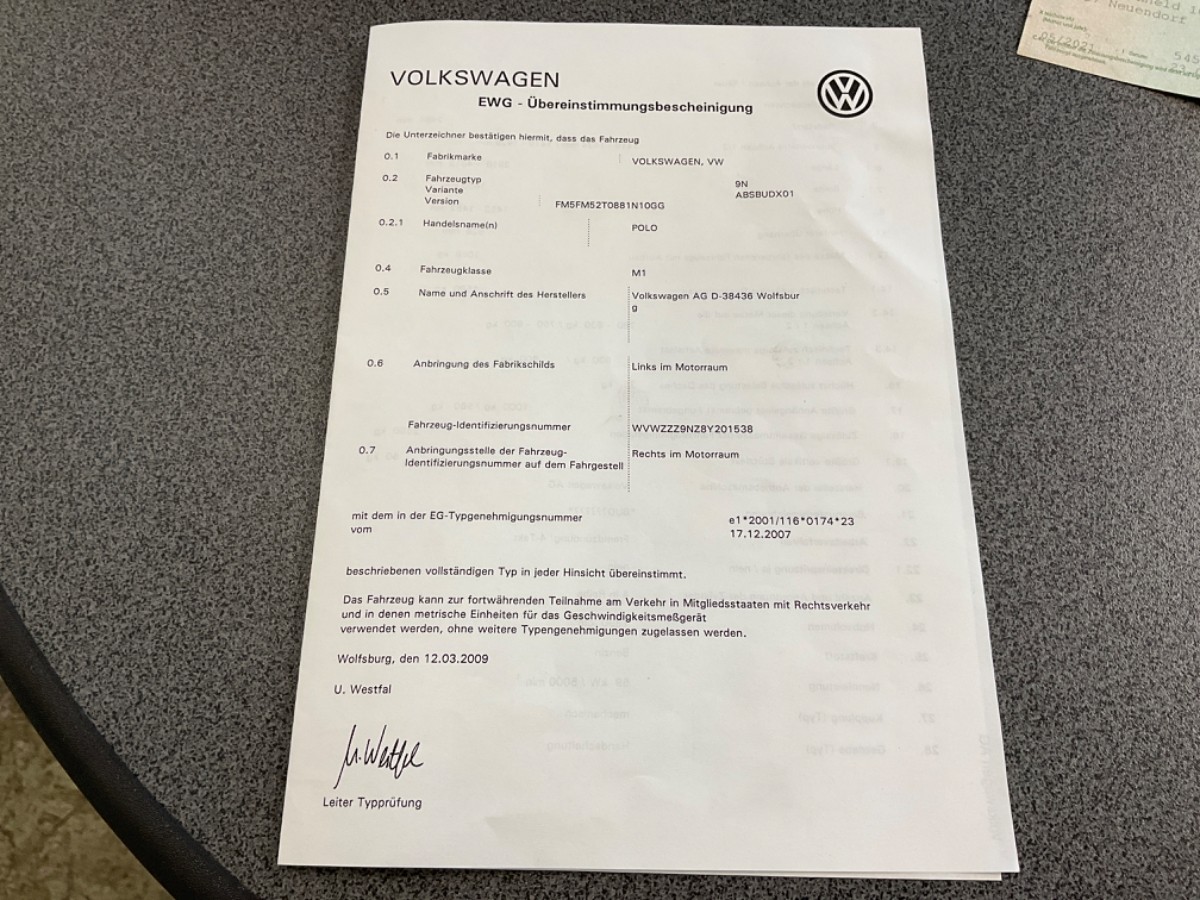 VOLKSWAGEN
EWG - Übereinstimmungsbescheinigung
Die Unterzeichner bestätigen hiermit, dass das Fahrzeug
0.1 Fabrikmarke VOLKSWAGEN, VW
0.2 Fahrzeugtyp 9N
Variante ABSBUDX01
Version FM5FM52T0881N10GG
0.2.1 Handelsname(n) POLO
0.4 Fahrzeugklasse M1
0.5 Name und Anschrift des Herstellers Volkswagen AG D-38436 Wolfsbur
g
0.6 Anbringung des Fabrikschilds Links im Motorraum
Fahrzeug-Identifizierungsnummer WVWZZZ9NZ8Y201538
0.7 Anbringungsstelle der Fahrzeug- Rechts im Motorraum
Identifizierungsnummer auf dem Fahrgestell
mit dem in der EG-Typgenehmigungsnummer e1*2001/116*0174*23
vom 17.12.2007
beschriebenen vollständigen Typ in jeder Hinsicht übereinstimmt.
Das Fahrzeug kann zur fortwährenden Teilnahme am Verkehr in Mitgliedsstaaten mit Rechtsverkehr
und in denen metrische Einheiten für das Geschwindigkeitsmeßgerät
verwendet werden, ohne weitere Typengenehmigungen zugelassen werden.
Wolfsburg, den 12.03.2009
U. Westfal
U. Westfal
Leiter Typprüfung
Neuendorf
05/2021
545